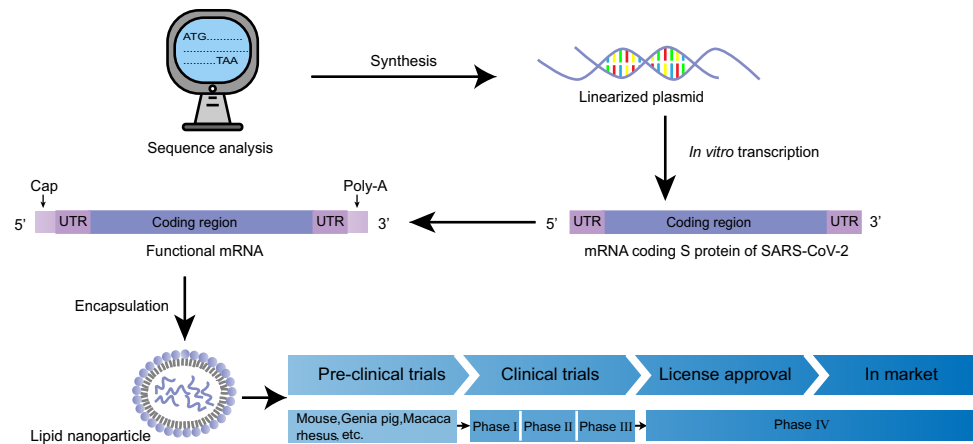 ATG..........
...................
..........TAA
Sequence analysis
Synthesis
Linearized plasmid
In vitro transcription
5’ UTR Coding region UTR 3’
mRNA coding S protein of SARS-CoV-2
Cap
Poly-A
5’ UTR Coding region UTR 3’
Functional mRNA
Encapsulation
Lipid nanoparticle
Pre-clinical trials
Clinical trials
License approval
In market
Mouse,Genia pig,Macaca
rhesus, etc.
Phase I
Phase II
Phase III
Phase IV